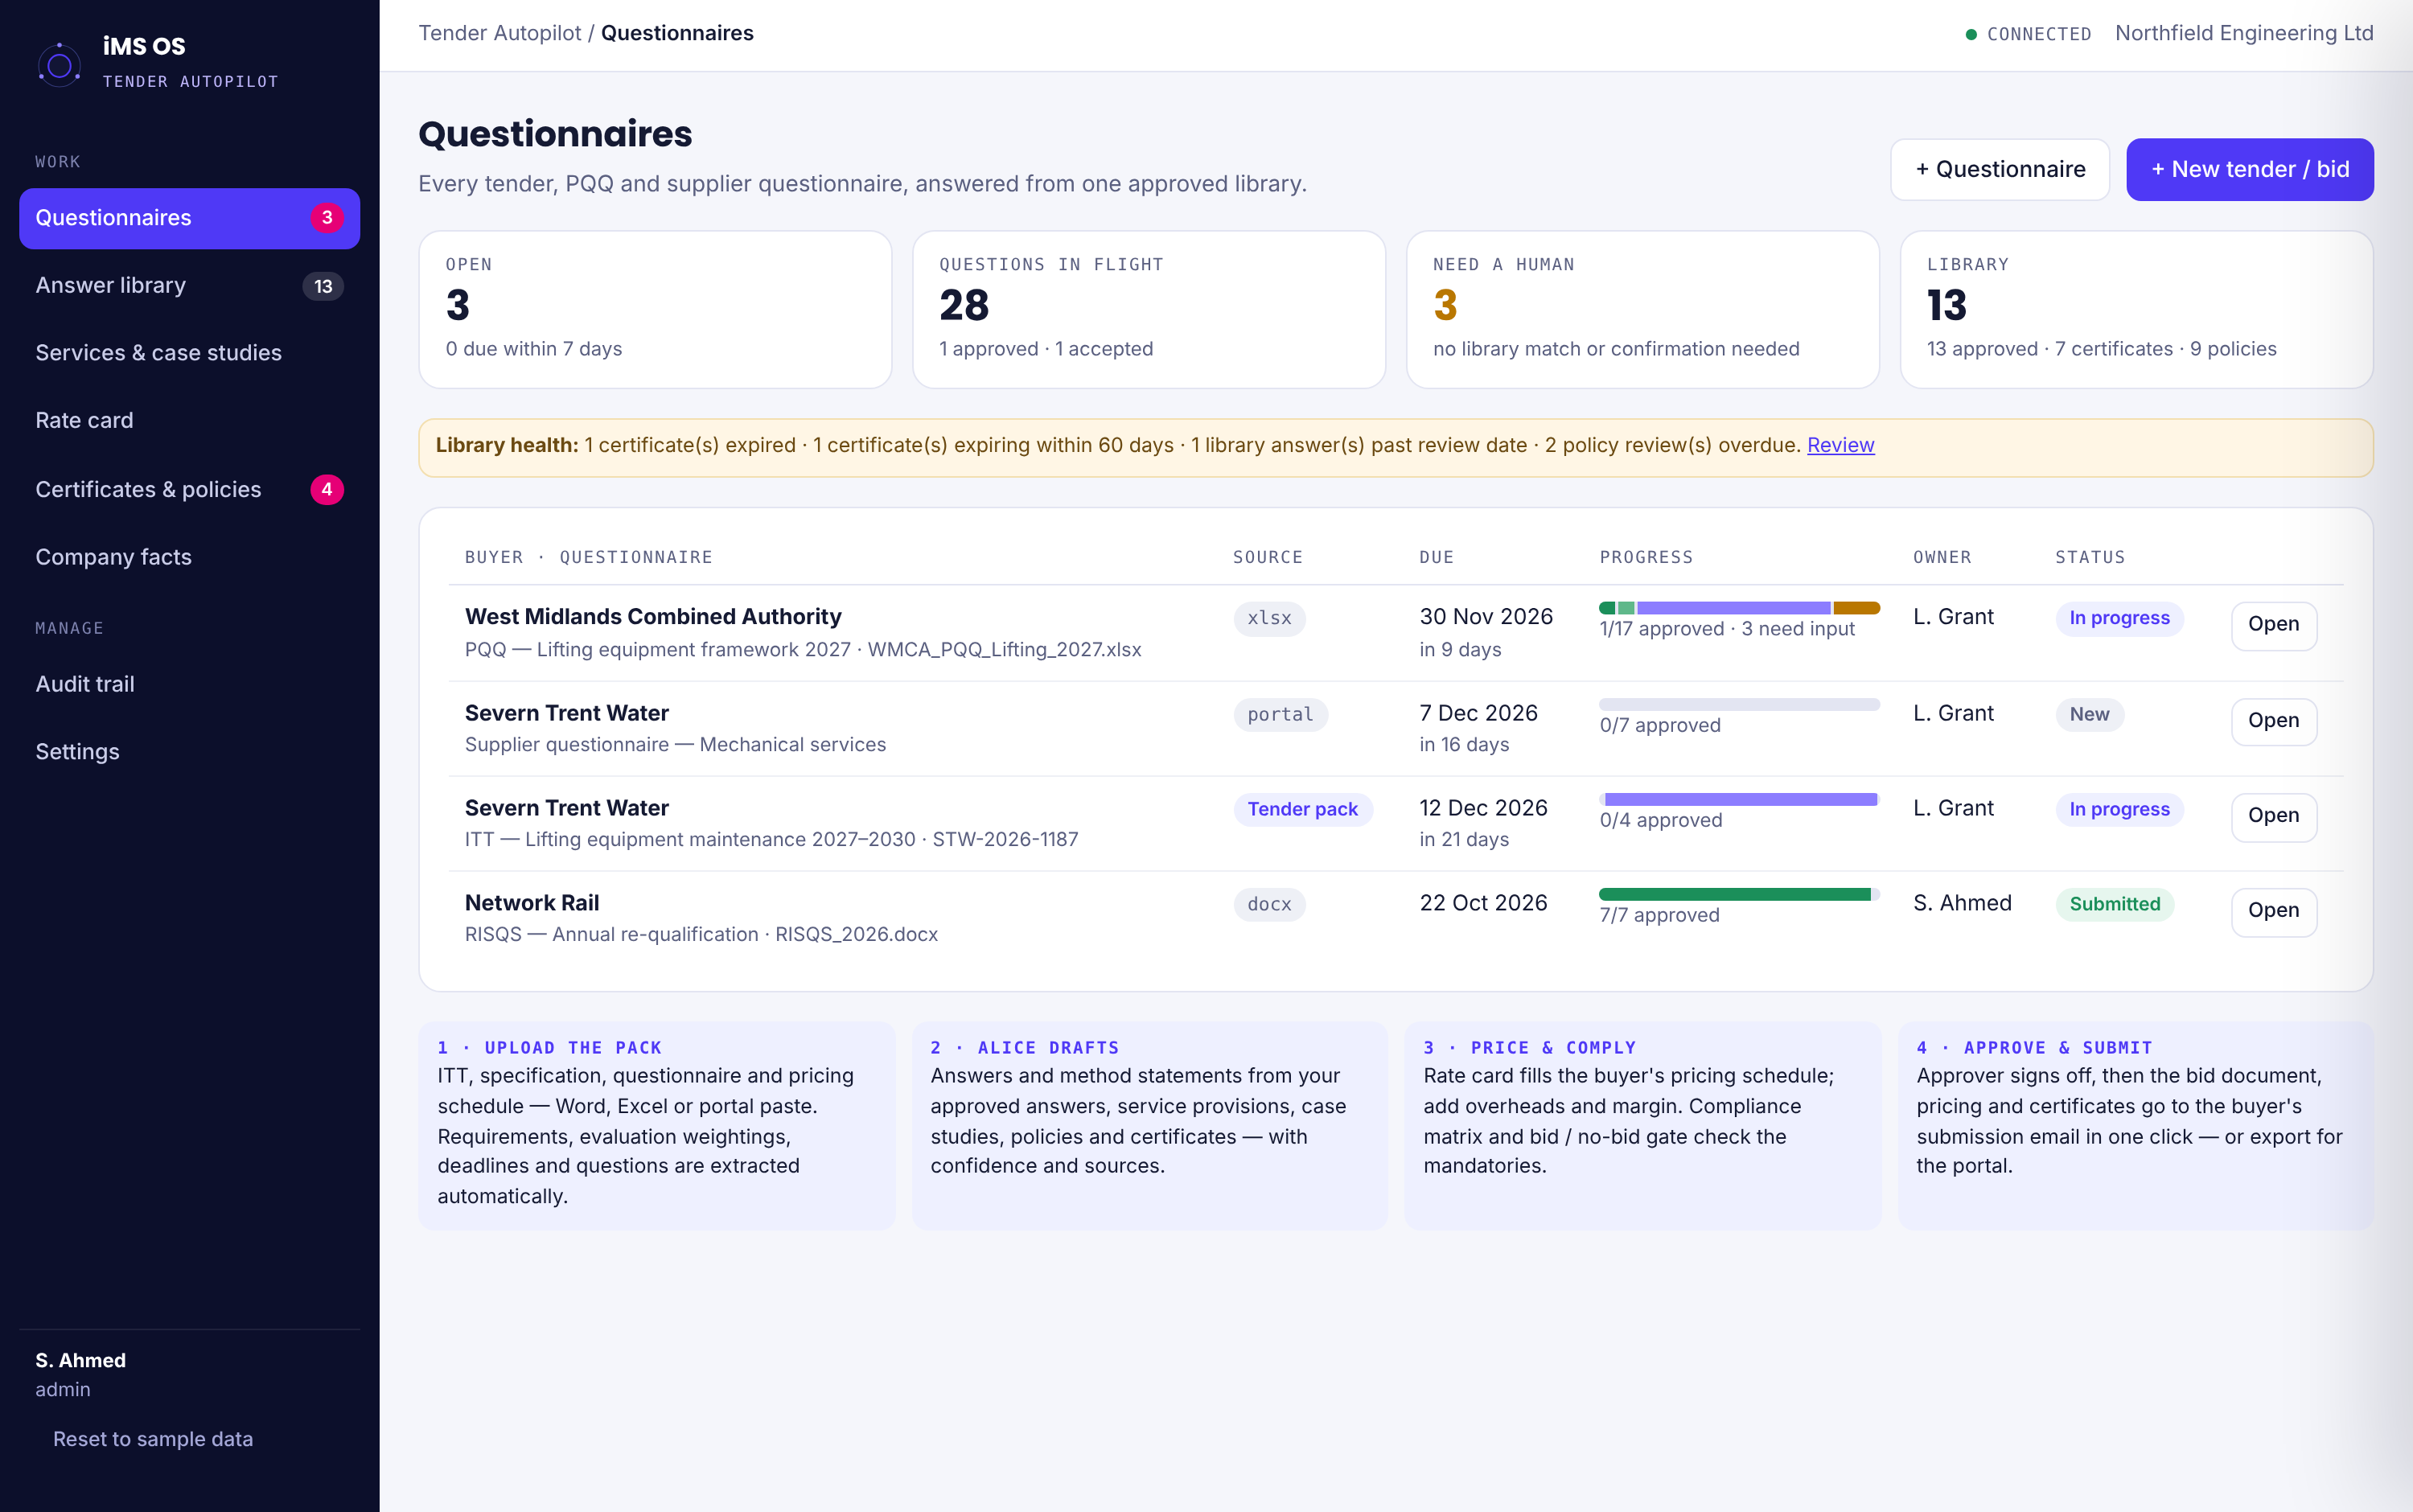 iMS OS
TENDER AUTOPILOT
WORK
Questionnaires 3
Answer library 13
Services & case studies
Rate card
Certificates & policies 4
Company facts
MANAGE
Audit trail
Settings
S. Ahmed
admin
Reset to sample data
Tender Autopilot / Questionnaires
CONNECTED Northfield Engineering Ltd
Questionnaires
Every tender, PQQ and supplier questionnaire, answered from one approved library.
+ Questionnaire
+ New tender / bid
OPEN
3
0 due within 7 days
QUESTIONS IN FLIGHT
28
1 approved · 1 accepted
NEED A HUMAN
3
no library match or confirmation needed
LIBRARY
13
13 approved · 7 certificates · 9 policies
Library health: 1 certificate(s) expired · 1 certificate(s) expiring within 60 days · 1 library answer(s) past review date · 2 policy review(s) overdue. Review
BUYER · QUESTIONNAIRE SOURCE DUE PROGRESS OWNER STATUS
West Midlands Combined Authority xlsx 30 Nov 2026 L. Grant In progress Open
PQQ — Lifting equipment framework 2027 · WMCA_PQQ_Lifting_2027.xlsx in 9 days 1/17 approved · 3 need input
Severn Trent Water portal 7 Dec 2026 L. Grant New Open
Supplier questionnaire — Mechanical services in 16 days 0/7 approved
Severn Trent Water Tender pack 12 Dec 2026 L. Grant In progress Open
ITT — Lifting equipment maintenance 2027–2030 · STW-2026-1187 in 21 days 0/4 approved
Network Rail docx 22 Oct 2026 S. Ahmed Submitted Open
RISQS — Annual re-qualification · RISQS_2026.docx 7/7 approved
1 · UPLOAD THE PACK
ITT, specification, questionnaire and pricing
schedule — Word, Excel or portal paste.
Requirements, evaluation weightings,
deadlines and questions are extracted
automatically.
2 · ALICE DRAFTS
Answers and method statements from your
approved answers, service provisions, case
studies, policies and certificates — with
confidence and sources.
3 · PRICE & COMPLY
Rate card fills the buyer's pricing schedule;
add overheads and margin. Compliance
matrix and bid / no-bid gate check the
mandatories.
4 · APPROVE & SUBMIT
Approver signs off, then the bid document,
pricing and certificates go to the buyer's
submission email in one click — or export for
the portal.